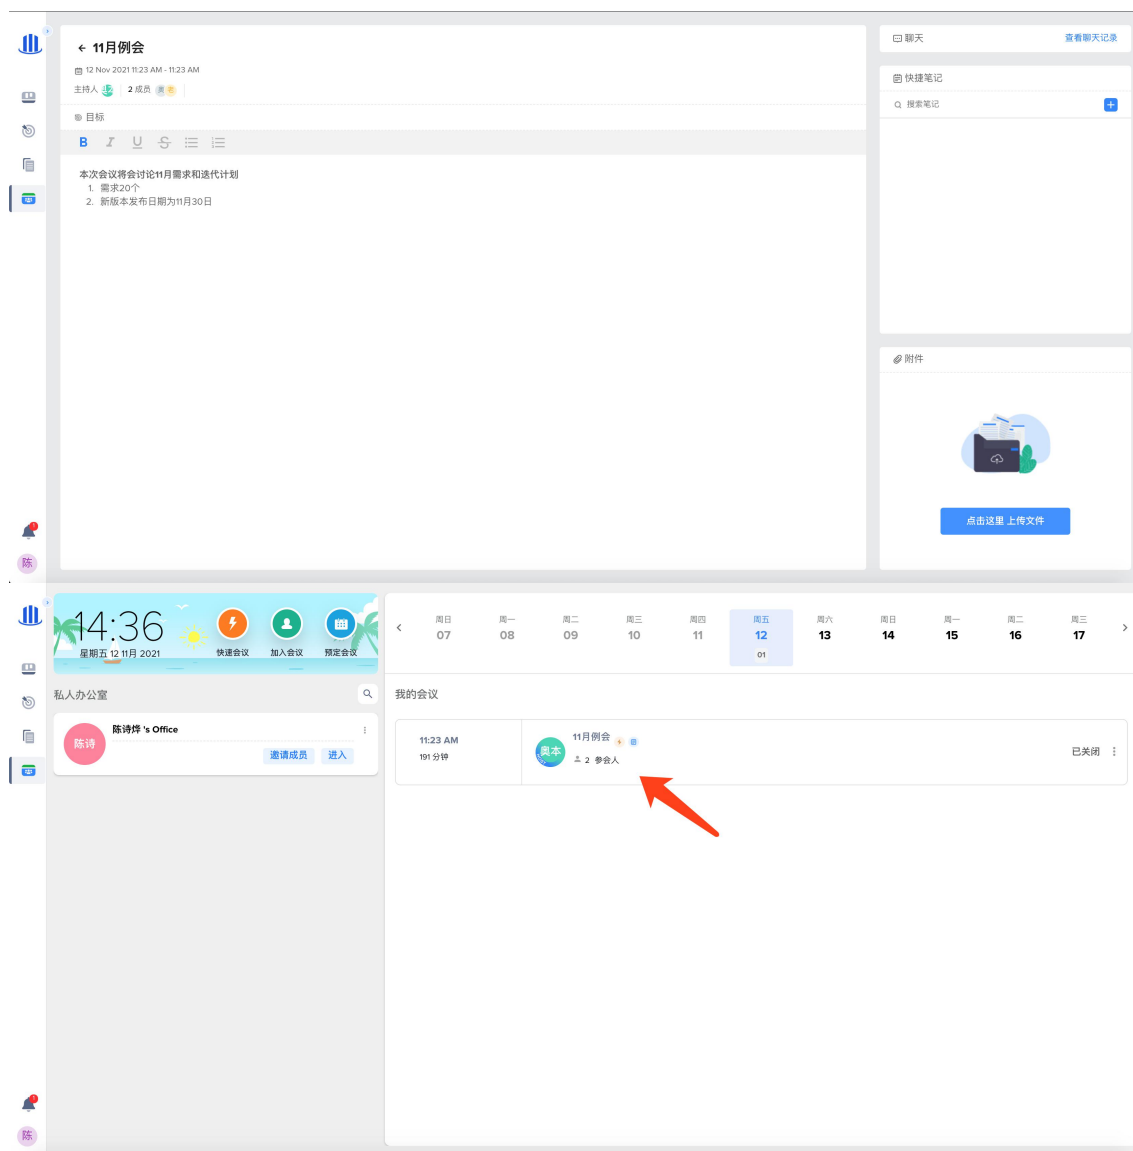 11月例会
12 Nov 2021 11:23 AM - 11:23 AM
主持人
2 成员
目标
B I U S
本次会议将会讨论11月需求和迭代计划
1. 需求20个
2. 新版本发布日期为11月30日
聊天
查看聊天记录
快捷笔记
搜索笔记
附件
点击这里 上传文件
1
陈
14:36
星期五 12 11月 2021
快速会议
加入会议
预定会议
私人办公室
陈诗
陈诗烨 's Office
邀请成员
进入
周日 周一 周二 周三 周四 周五 周六 周日 周一 周二 周三
07 08 09 10 11 12 13 14 15 16 17
01
我的会议
11:23 AM
191 分钟
奥本
11月例会
2 参会人
已关闭
1
陈